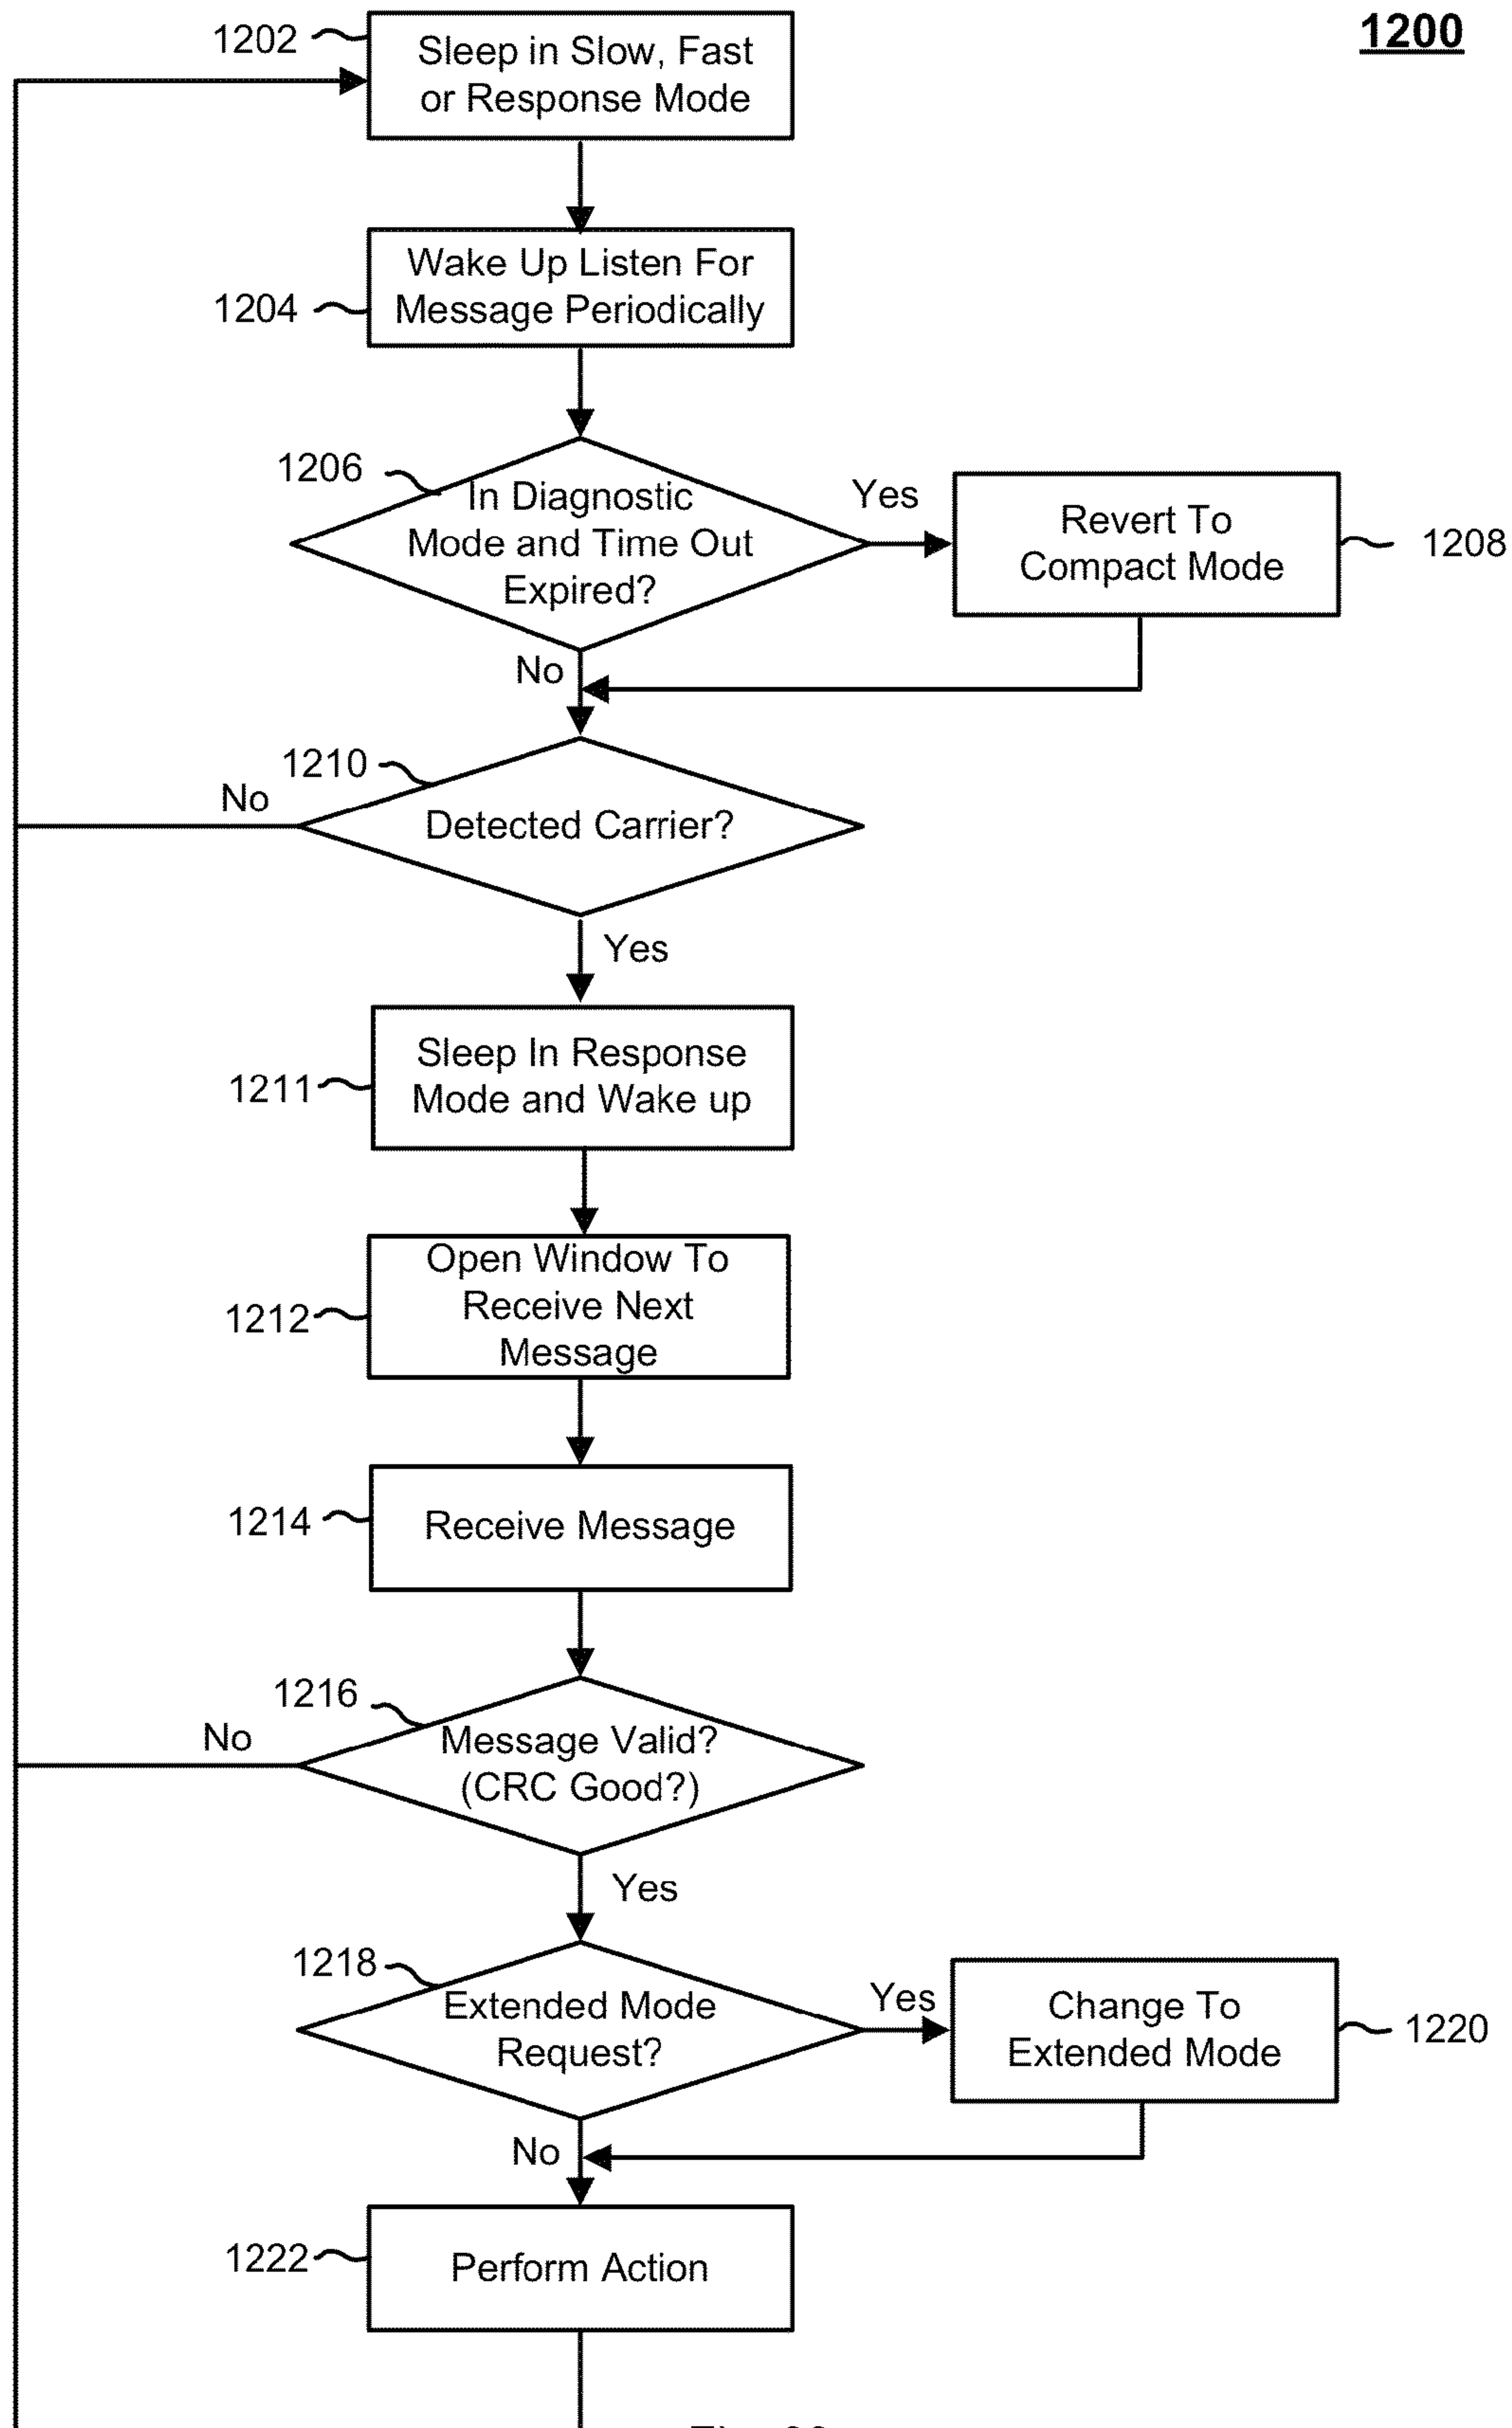 1200
1202
Sleep in Slow, Fast
or Response Mode
1204
Wake Up Listen For
Message Periodically
1206
In Diagnostic
Mode and Time Out
Expired?
Yes
Revert To
Compact Mode
1208
No
1210
Detected Carrier?
No
Yes
1211
Sleep In Response
Mode and Wake up
1212
Open Window To
Receive Next
Message
1214
Receive Message
1216
Message Valid?
(CRC Good?)
No
Yes
1218
Extended Mode
Request?
Yes
Change To
Extended Mode
1220
No
1222
Perform Action